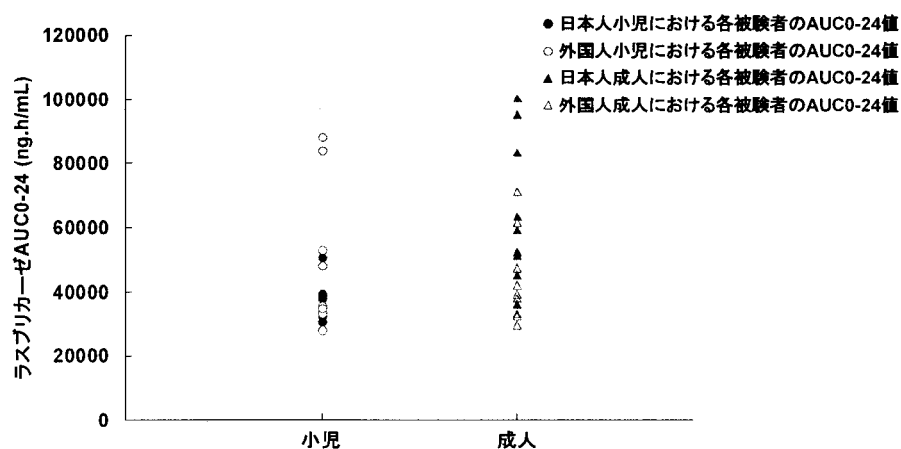 ● 日本人小児における各被験者のAUC0-24値
○ 外国人小児における各被験者のAUC0-24値
▲ 日本人成人における各被験者のAUC0-24値
△ 外国人成人における各被験者のAUC0-24値
ラスブリカーゼAUC0-24 (ng.h/mL)
120000
100000
80000
60000
40000
20000
0
小児
成人